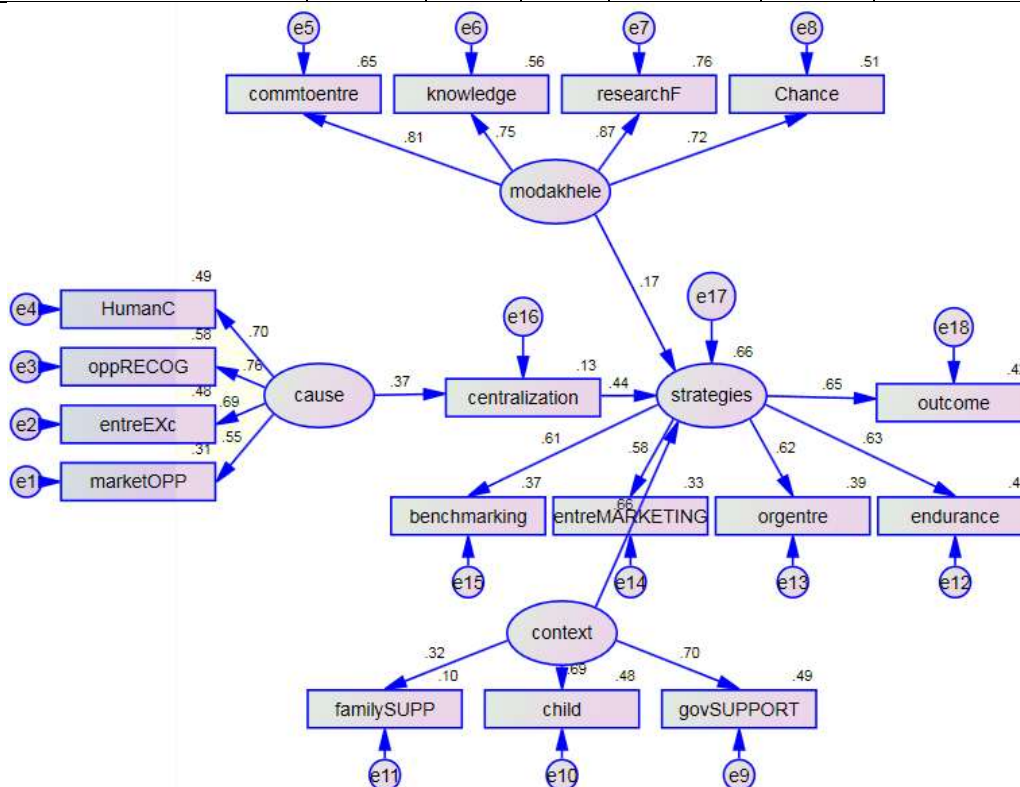 e5 e6 e7 e8
.65 .56 .76 .51
commtoentre knowledge researchF Chance
.81 .75 .87 .72
modakhele
.17
.49
e4 HumanC
.70
.58
e3 oppRECOG
.76
.48
e2 entreEXc
.69
.31
e1 marketOPP
.55
cause
.37
e16
.13
centralization
.44
e17
.66
strategies
.65
e18
outcome
.61 .58 .62 .63
.37 .33 .39
benchmarking entreMARKETING orgentre endurance
.66
e15 e14 e13 e12
context
.32 .69 .70
.10 .48 .49
familySUPP child govSUPPORT
e11 e10 e9